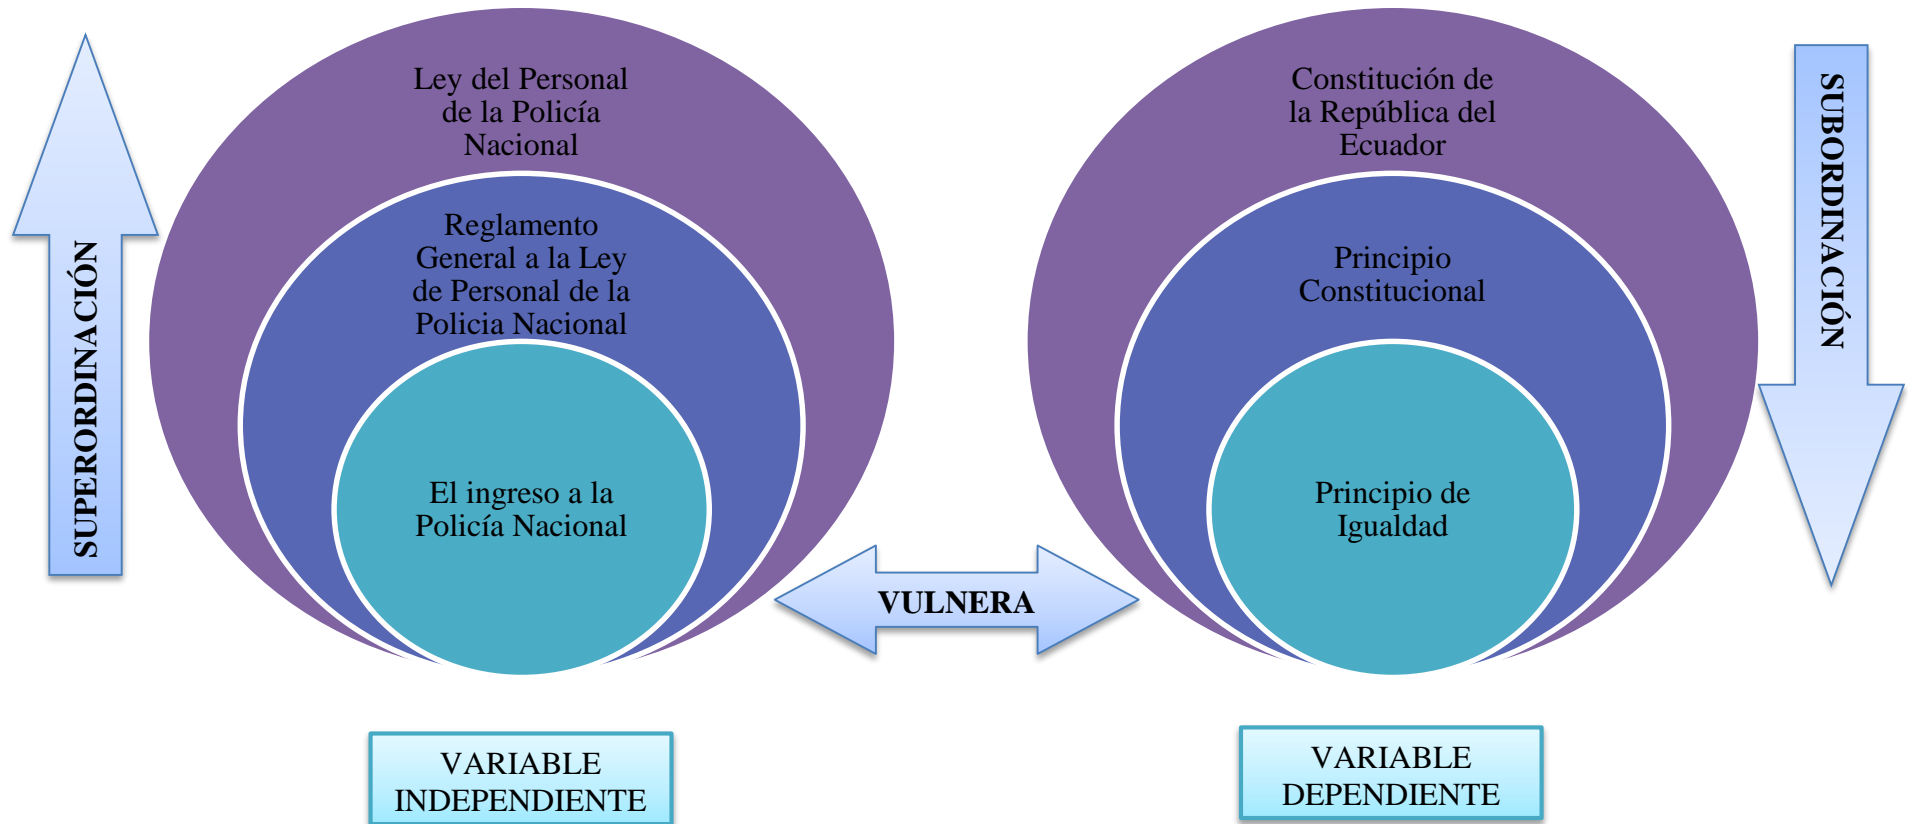 SUPERORDINACIÓN
Ley del Personal
de la Policía
Nacional
Reglamento
General a la Ley
de Personal de la
Policia Nacional
El ingreso a la
Policía Nacional
VULNERA
Constitución de
la República del
Ecuador
Principio
Constitucional
Principio de
Igualdad
SUBORDINACIÓN
VARIABLE
INDEPENDIENTE
VARIABLE
DEPENDIENTE